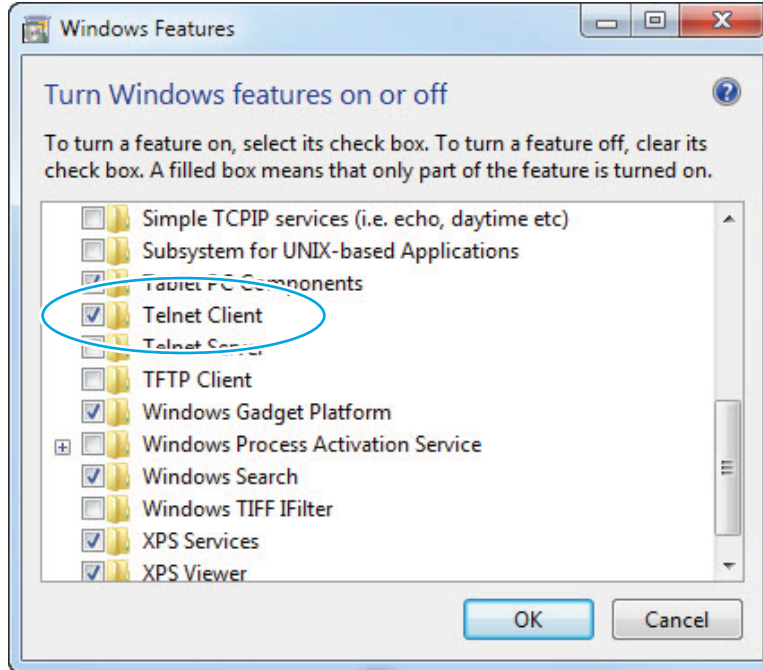 Windows Features
Turn Windows features on or off
To turn a feature on, select its check box. To turn a feature off, clear its
check box. A filled box means that only part of the feature is turned on.
Simple TCPIP services (i.e. echo, daytime etc)
Subsystem for UNIX-based Applications
Tablet PC Components
Telnet Client
Telnet Server
TFTP Client
Windows Gadget Platform
Windows Process Activation Service
Windows Search
Windows TIFF IFilter
XPS Services
XPS Viewer
OK Cancel